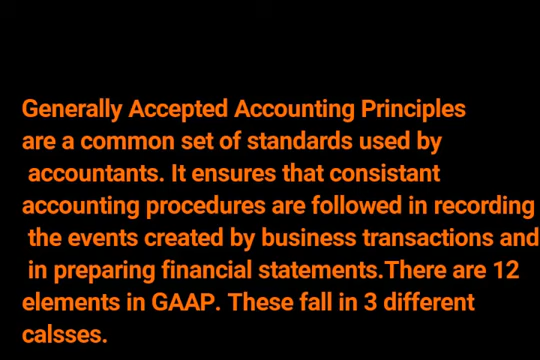 Generally Accepted Accounting Principles
are a common set of standards used by
accountants. It ensures that consistant
accounting procedures are followed in recording
the events created by business transactions and
in preparing financial statements.There are 12
elements in GAAP. These fall in 3 different
calsses.